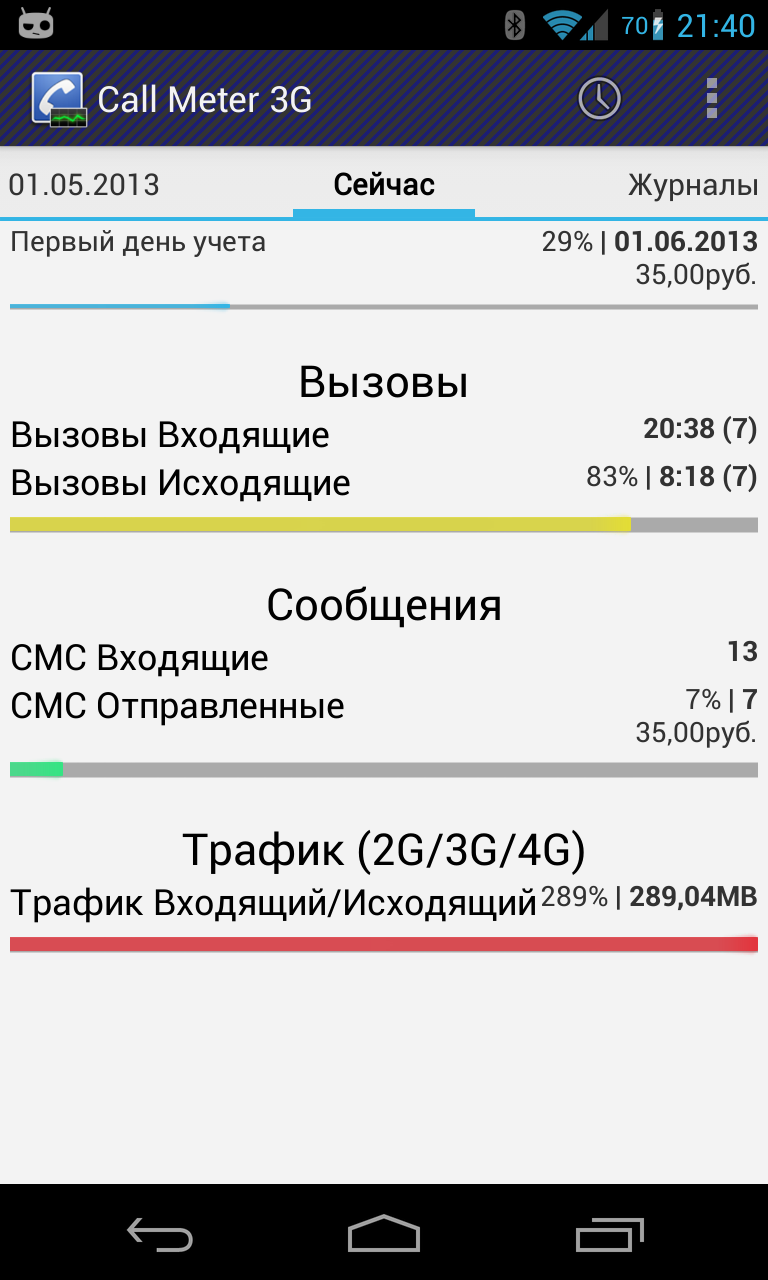 70 21:40
Call Meter 3G
01.05.2013 Сейчас Журналы
Первый день учета 29% | 01.06.2013
35,00руб.
Вызовы
Вызовы Входящие 20:38 (7)
Вызовы Исходящие 83% | 8:18 (7)
Сообщения
СМС Входящие 13
СМС Отправленные 7% | 7
35,00руб.
Трафик (2G/3G/4G)
Трафик Входящий/Исходящий 289% | 289,04MB